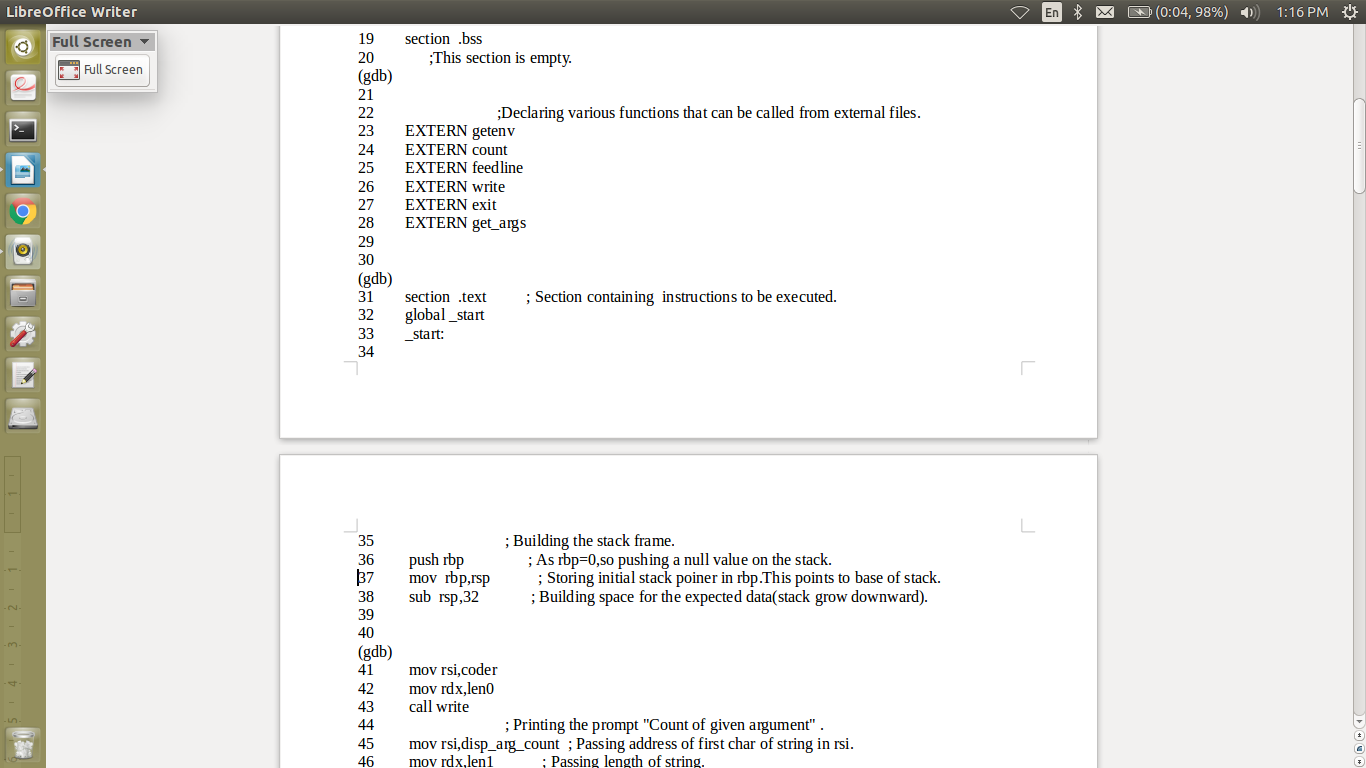 LibreOffice Writer
En
(0:04, 98%)
1:16 PM
Full Screen
Full Screen
19 section .bss
20 ;This section is empty.
(gdb)
21
22 ;Declaring various functions that can be called from external files.
23 EXTERN getenv
24 EXTERN count
25 EXTERN feedline
26 EXTERN write
27 EXTERN exit
28 EXTERN get_args
29
30
(gdb)
31 section .text ; Section containing instructions to be executed.
32 global _start
33 _start:
34
35 ; Building the stack frame.
36 push rbp ; As rbp=0,so pushing a null value on the stack.
37 mov rbp,rsp ; Storing initial stack poiner in rbp.This points to base of stack.
38 sub rsp,32 ; Building space for the expected data(stack grow downward).
39
40
(gdb)
41 mov rsi,coder
42 mov rdx,len0
43 call write
44 ; Printing the prompt "Count of given argument" .
45 mov rsi,disp_arg_count ; Passing address of first char of string in rsi.
46 mov rdx,len1 ; Passing length of string.